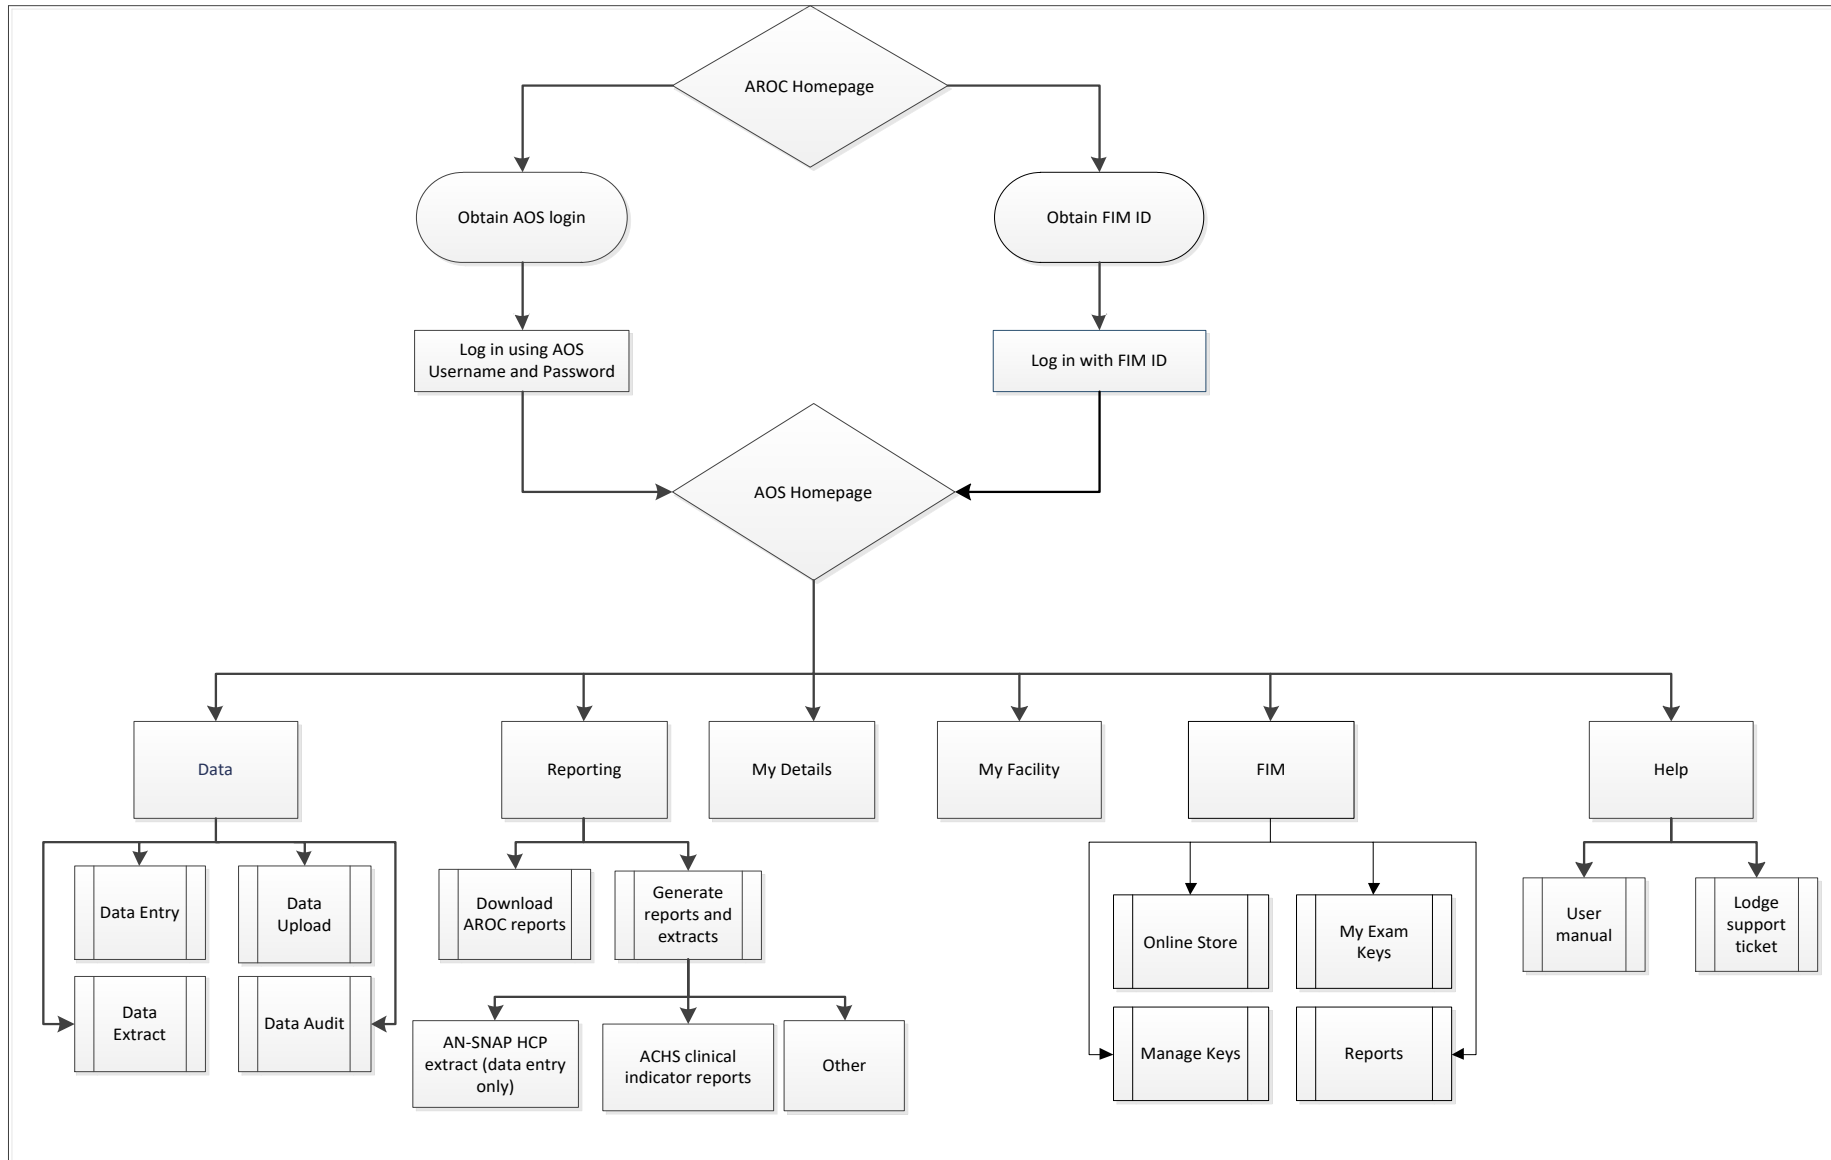 AROC Homepage
Obtain AOS login
Obtain FIM ID
Log in using AOS
Username and Password
Log in with FIM ID
AOS Homepage
Data
Reporting
My Details
My Facility
FIM
Help
Data Entry
Data
Upload
Data
Extract
Data Audit
Download
AROC reports
Generate
reports and
extracts
AN-SNAP HCP
extract (data entry
only)
ACHS clinical
indicator reports
Other
Online Store
My Exam
Keys
Manage Keys
Reports
User
manual
Lodge
support
ticket